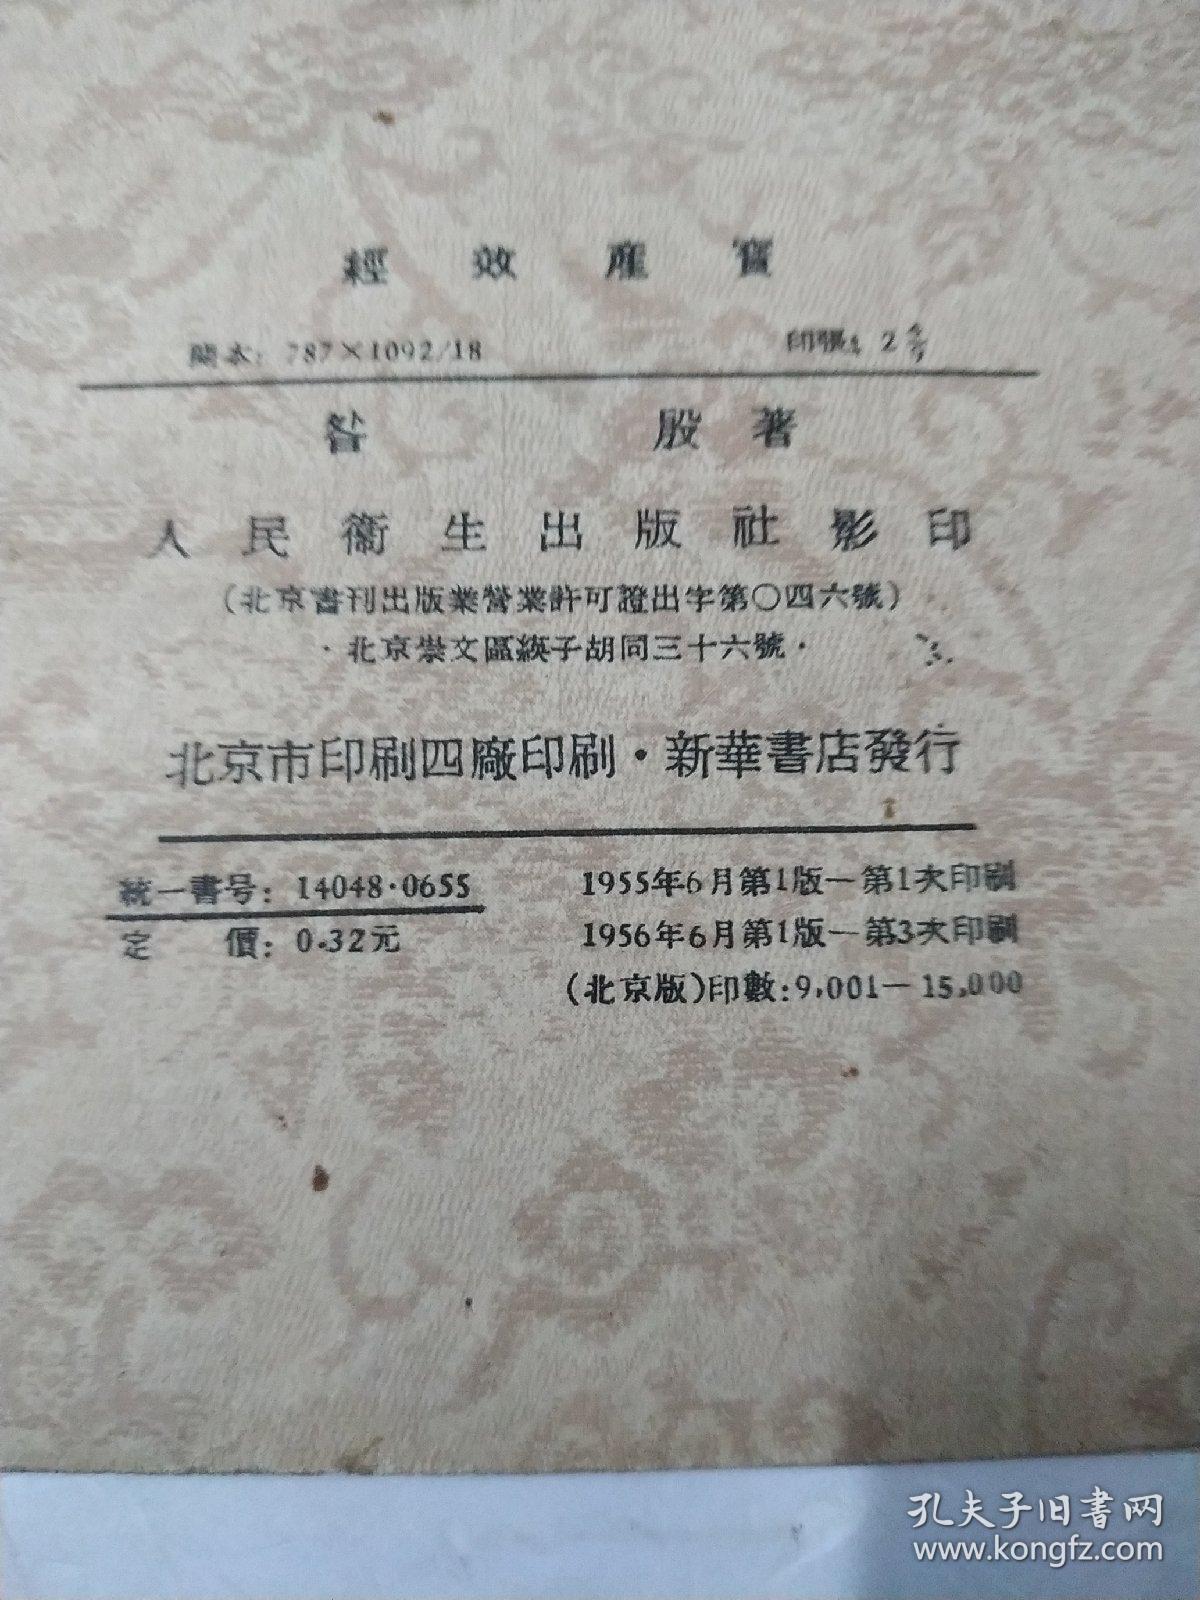 經效產寶
開本：787×1092/18 印張：2 4/9
昝殷著
人民衞生出版社影印
（北京書刊出版業營業許可證出字第〇四六號）
·北京崇文區緓子胡同三十六號·
北京市印刷四廠印刷·新華書店發行
統一書号：14048·0655
定價：0.32元
1955年6月第1版—第1次印刷
1956年6月第1版—第3次印刷
（北京版）印數：9,001—15,000
孔夫子旧书网
www.kongfz.com